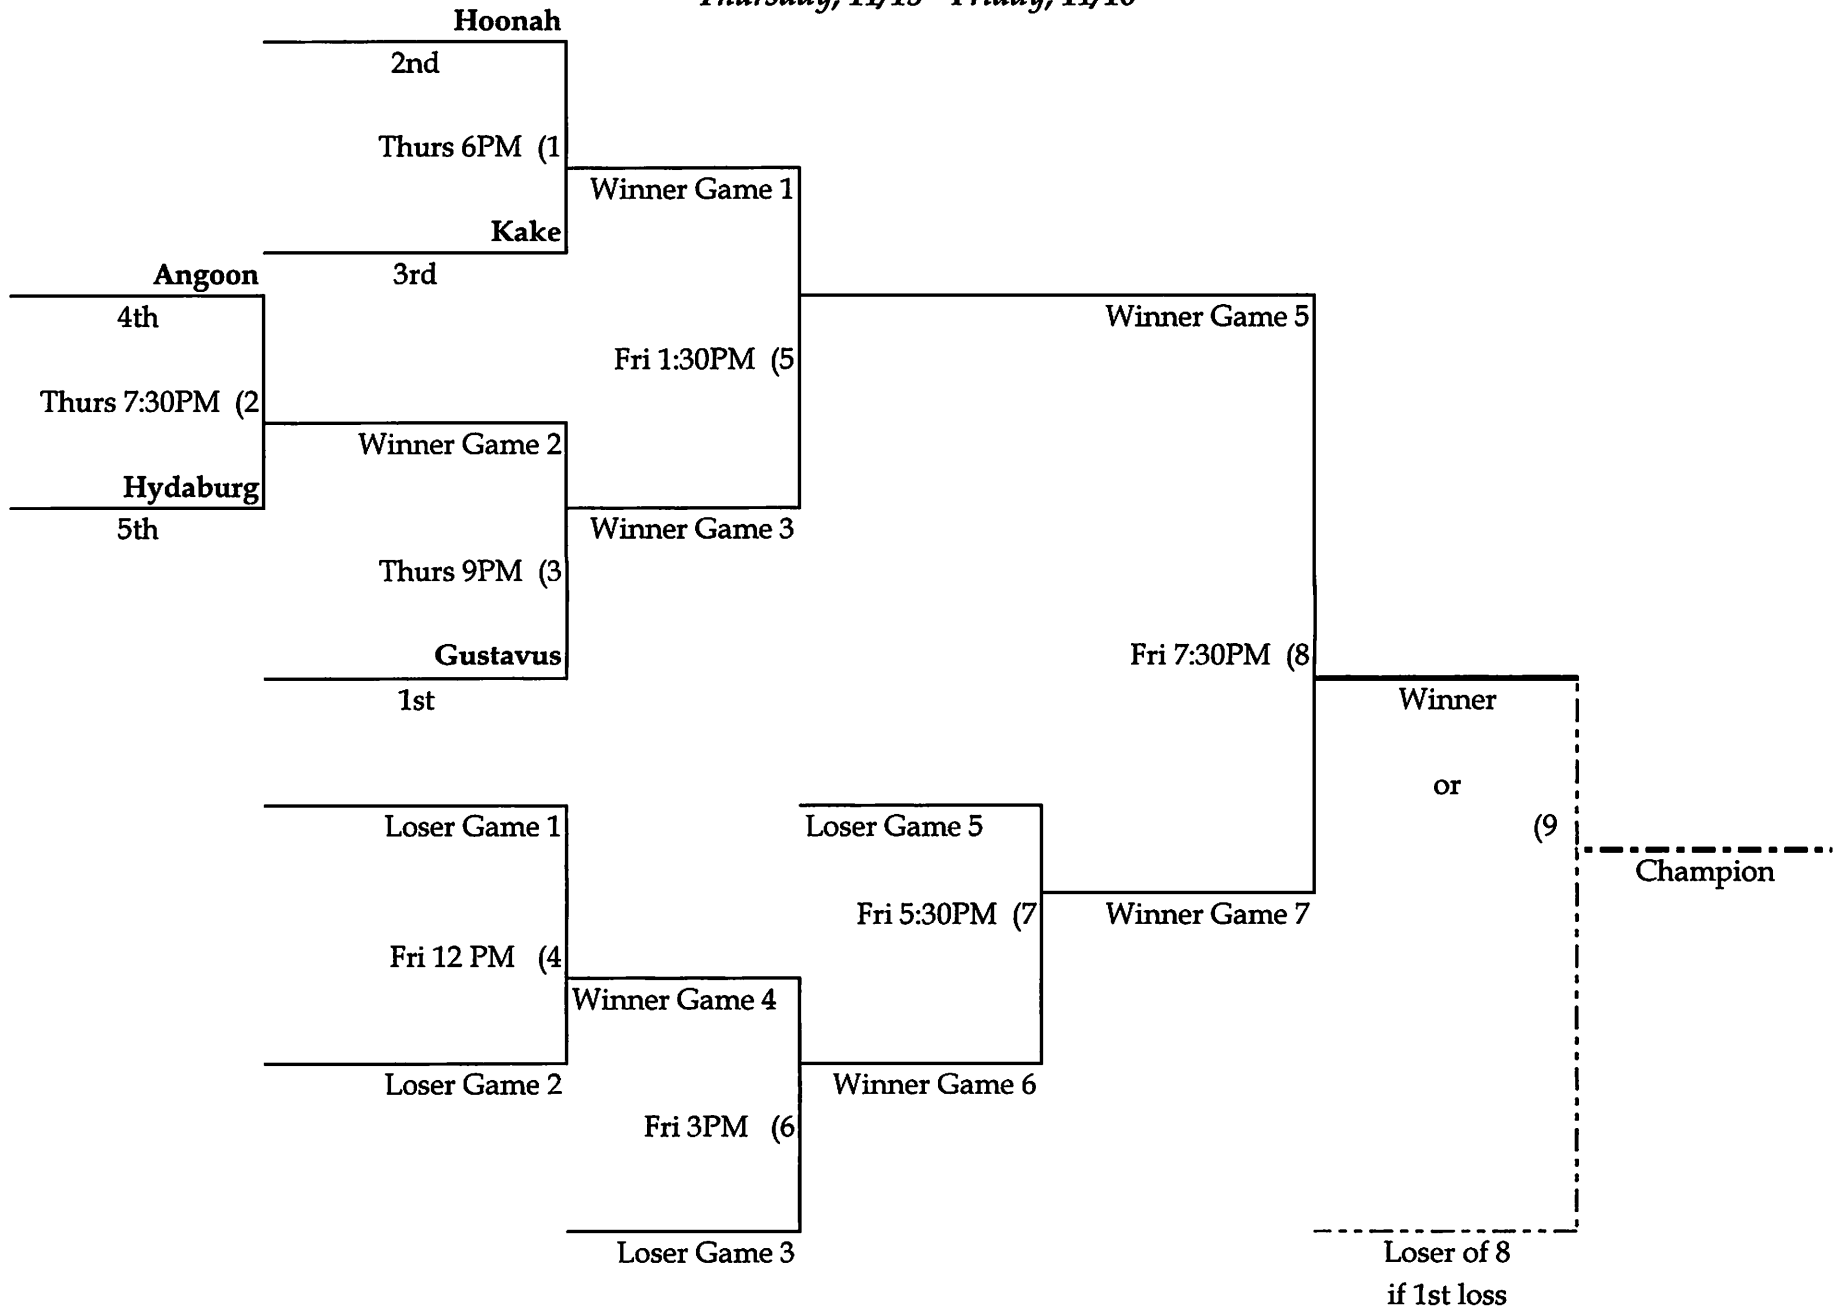 Hoonah
2nd
Thurs 6PM (1
Winner Game 1
Kake
3rd
Angoon
4th
Winner Game 5
Fri 1:30PM (5
Thurs 7:30PM (2
Winner Game 2
Hydaburg
5th
Winner Game 3
Thurs 9PM (3
Gustavus
1st
Fri 7:30PM (8
Winner
or
(9
Loser Game 1
Loser Game 5
Champion
Fri 5:30PM (7
Winner Game 7
Fri 12 PM (4
Winner Game 4
Loser Game 2
Winner Game 6
Fri 3PM (6
Loser Game 3
Loser of 8
if 1st loss